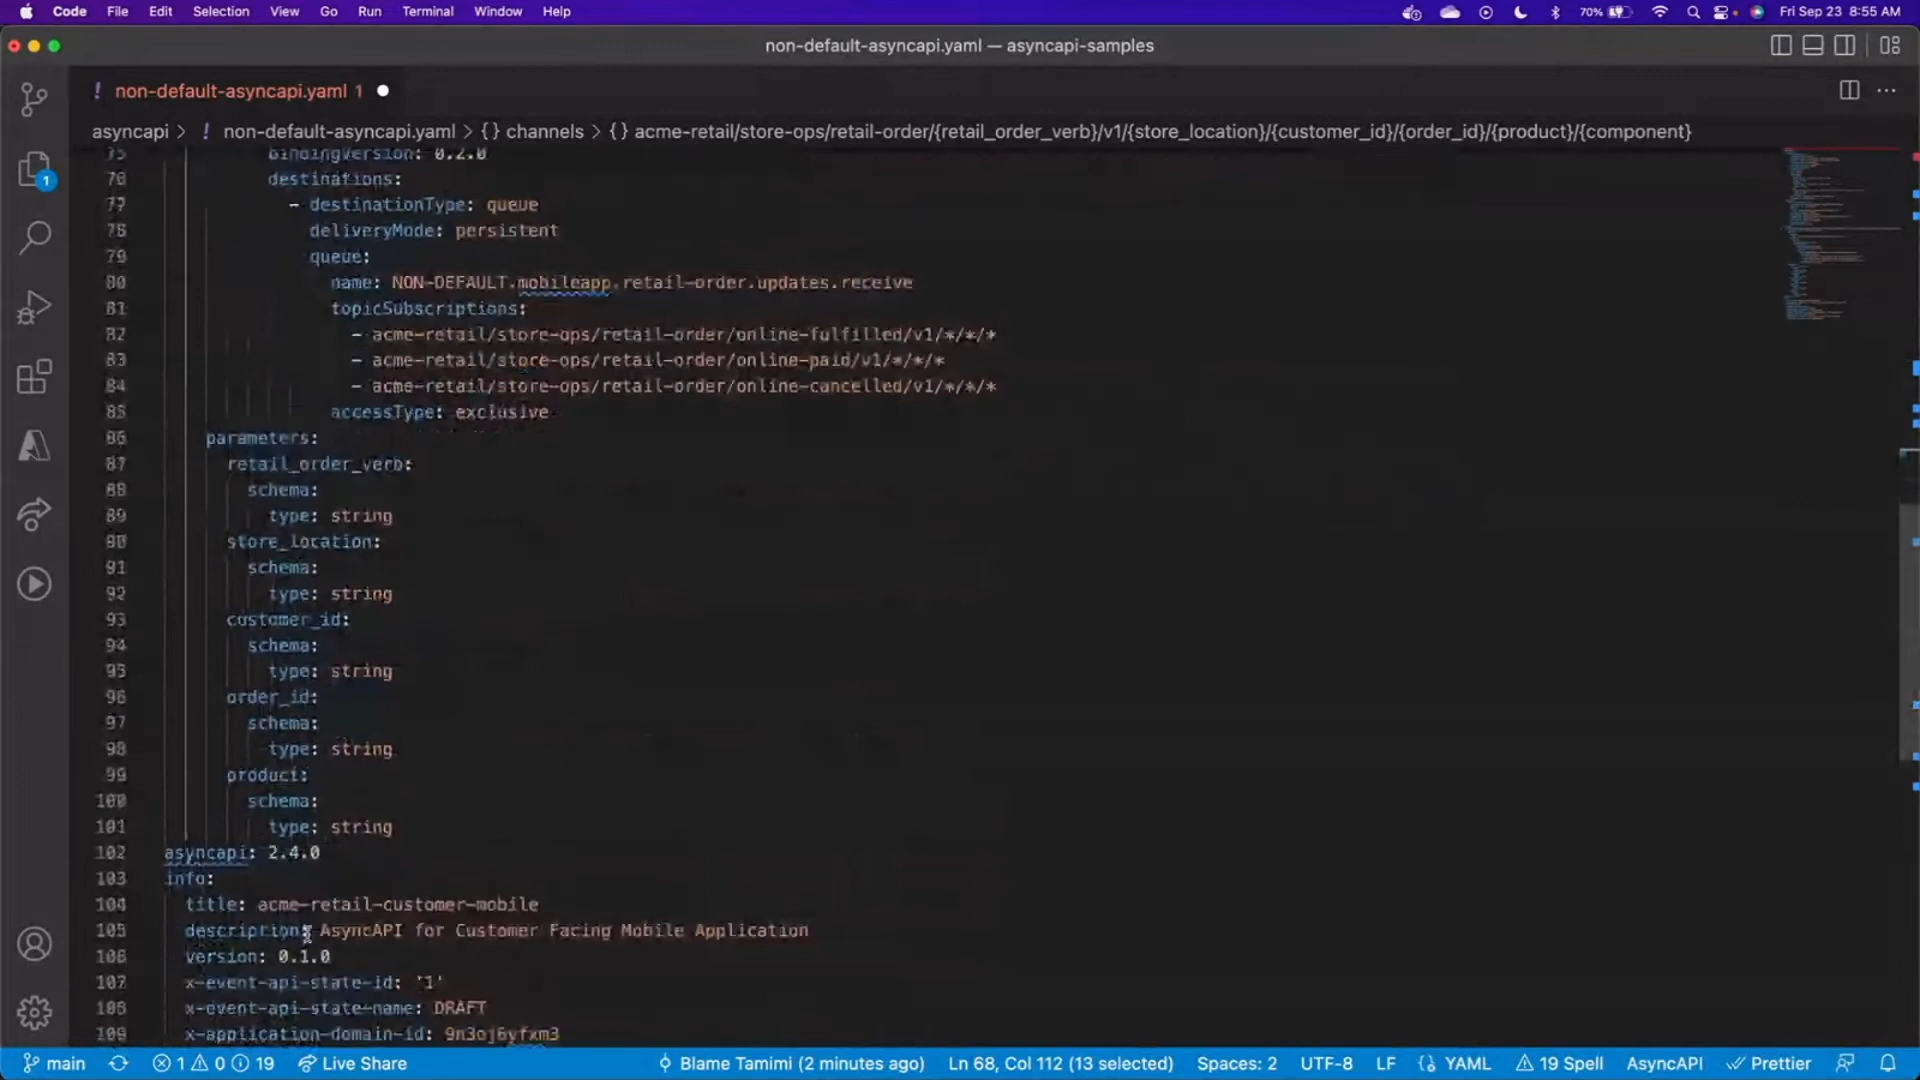 Code File Edit Selection View Go Run Terminal Window Help 70% Fri Sep 23 8:55 AM
non-default-asyncapi.yaml — asyncapi-samples
! non-default-asyncapi.yaml 1
asyncapi > ! non-default-asyncapi.yaml > {} channels > {} acme-retail/store-ops/retail-order/{retail_order_verb}/v1/{store_location}/{customer_id}/{order_id}/{product}/{component}
75 bindingVersion: 0.2.0
76 destinations:
77 - destinationType: queue
78 deliveryMode: persistent
79 queue:
80 name: NON-DEFAULT.mobileapp.retail-order.updates.receive
81 topicSubscriptions:
82 - acme-retail/store-ops/retail-order/online-fulfilled/v1/*/*/*
83 - acme-retail/store-ops/retail-order/online-paid/v1/*/*/*
84 - acme-retail/store-ops/retail-order/online-cancelled/v1/*/*/*
85 accessType: exclusive
86 parameters:
87 retail_order_verb:
88 schema:
89 type: string
90 store_location:
91 schema:
92 type: string
93 customer_id:
94 schema:
95 type: string
96 order_id:
97 schema:
98 type: string
99 product:
100 schema:
101 type: string
102 asyncapi: 2.4.0
103 info:
104 title: acme-retail-customer-mobile
105 description: AsyncAPI for Customer Facing Mobile Application
106 version: 0.1.0
107 x-event-api-state-id: '1'
108 x-event-api-state-name: DRAFT
109 x-application-domain-id: 9n3oj6yfxm3
1
main 1 0 19 Live Share Blame Tamimi (2 minutes ago) Ln 68, Col 112 (13 selected) Spaces: 2 UTF-8 LF {} YAML 19 Spell AsyncAPI Prettier